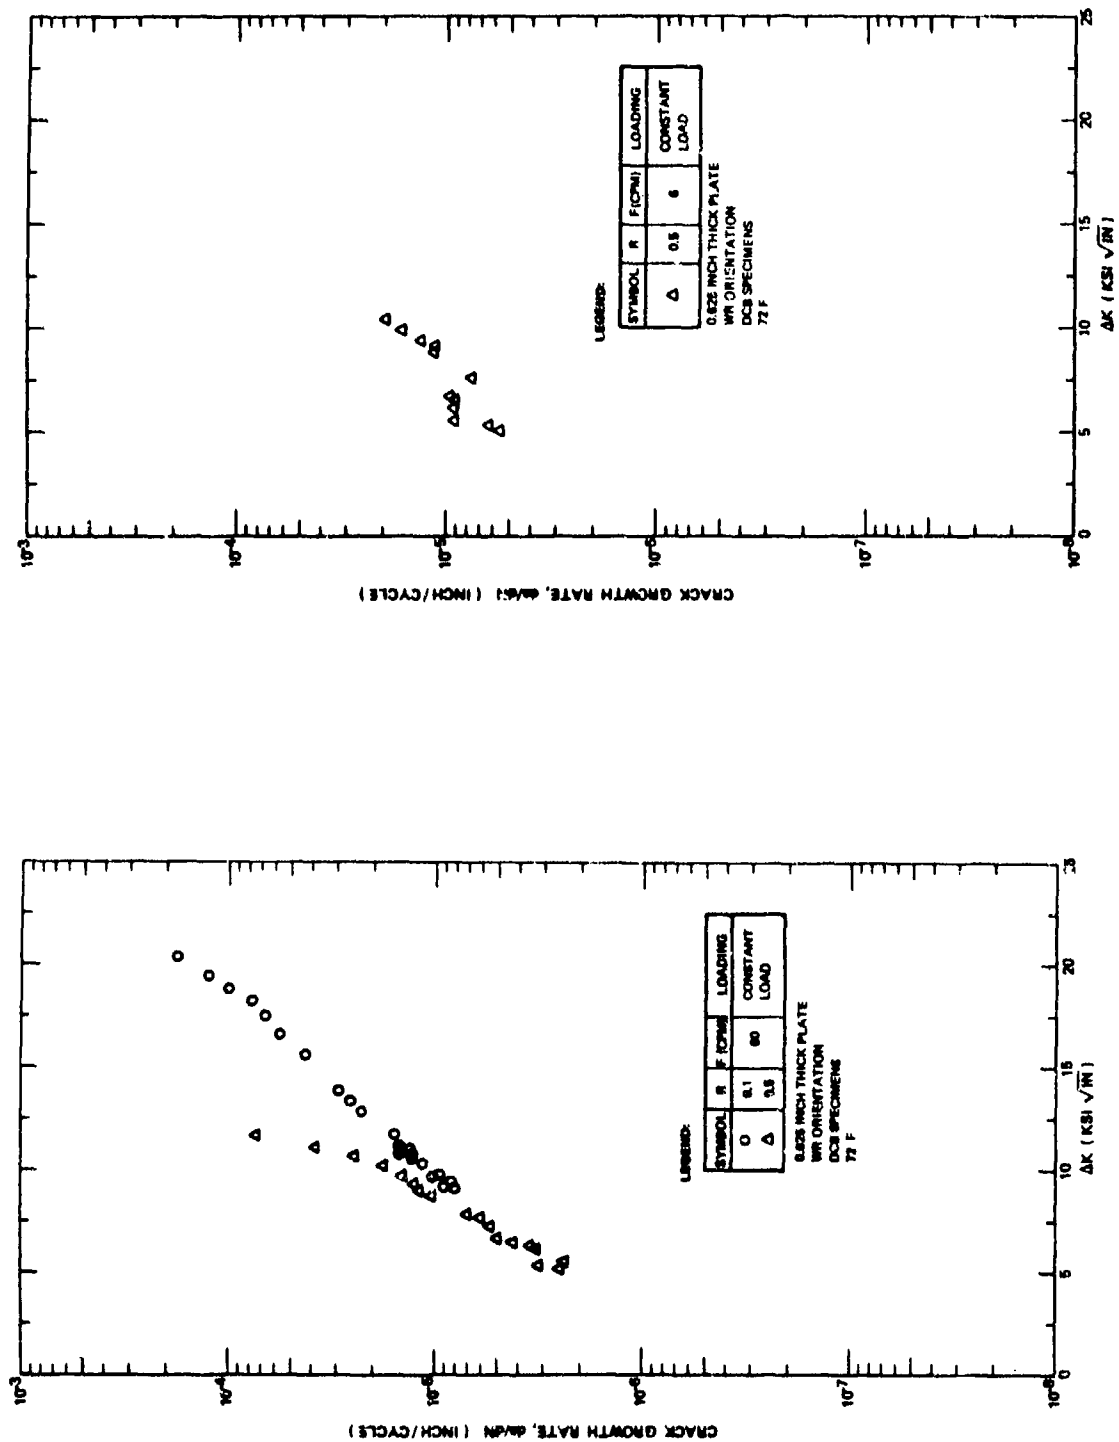 CRACK GROWTH RATE, da/dN (INCH/CYCLE)
10-3
10-4
10-5
10-6
10-7
10-8
0
5
10
15
20
25
ΔK (KSI √IN)
LEGEND:
SYMBOL R F(CPM) LOADING
O 0.1 60 CONSTANT
Δ 0.5 LOAD
0.625 INCH THICK PLATE
WR ORIENTATION
DCB SPECIMENS
72 F
CRACK GROWTH RATE, da/dN (INCH/CYCLE)
10-3
10-4
10-5
10-6
10-7
10-8
0
5
10
15
20
25
ΔK (KSI √IN)
LEGEND:
SYMBOL R F(CPM) LOADING
Δ 0.5 6 CONSTANT
LOAD
0.625 INCH THICK PLATE
WR ORIENTATION
DCB SPECIMENS
72 F